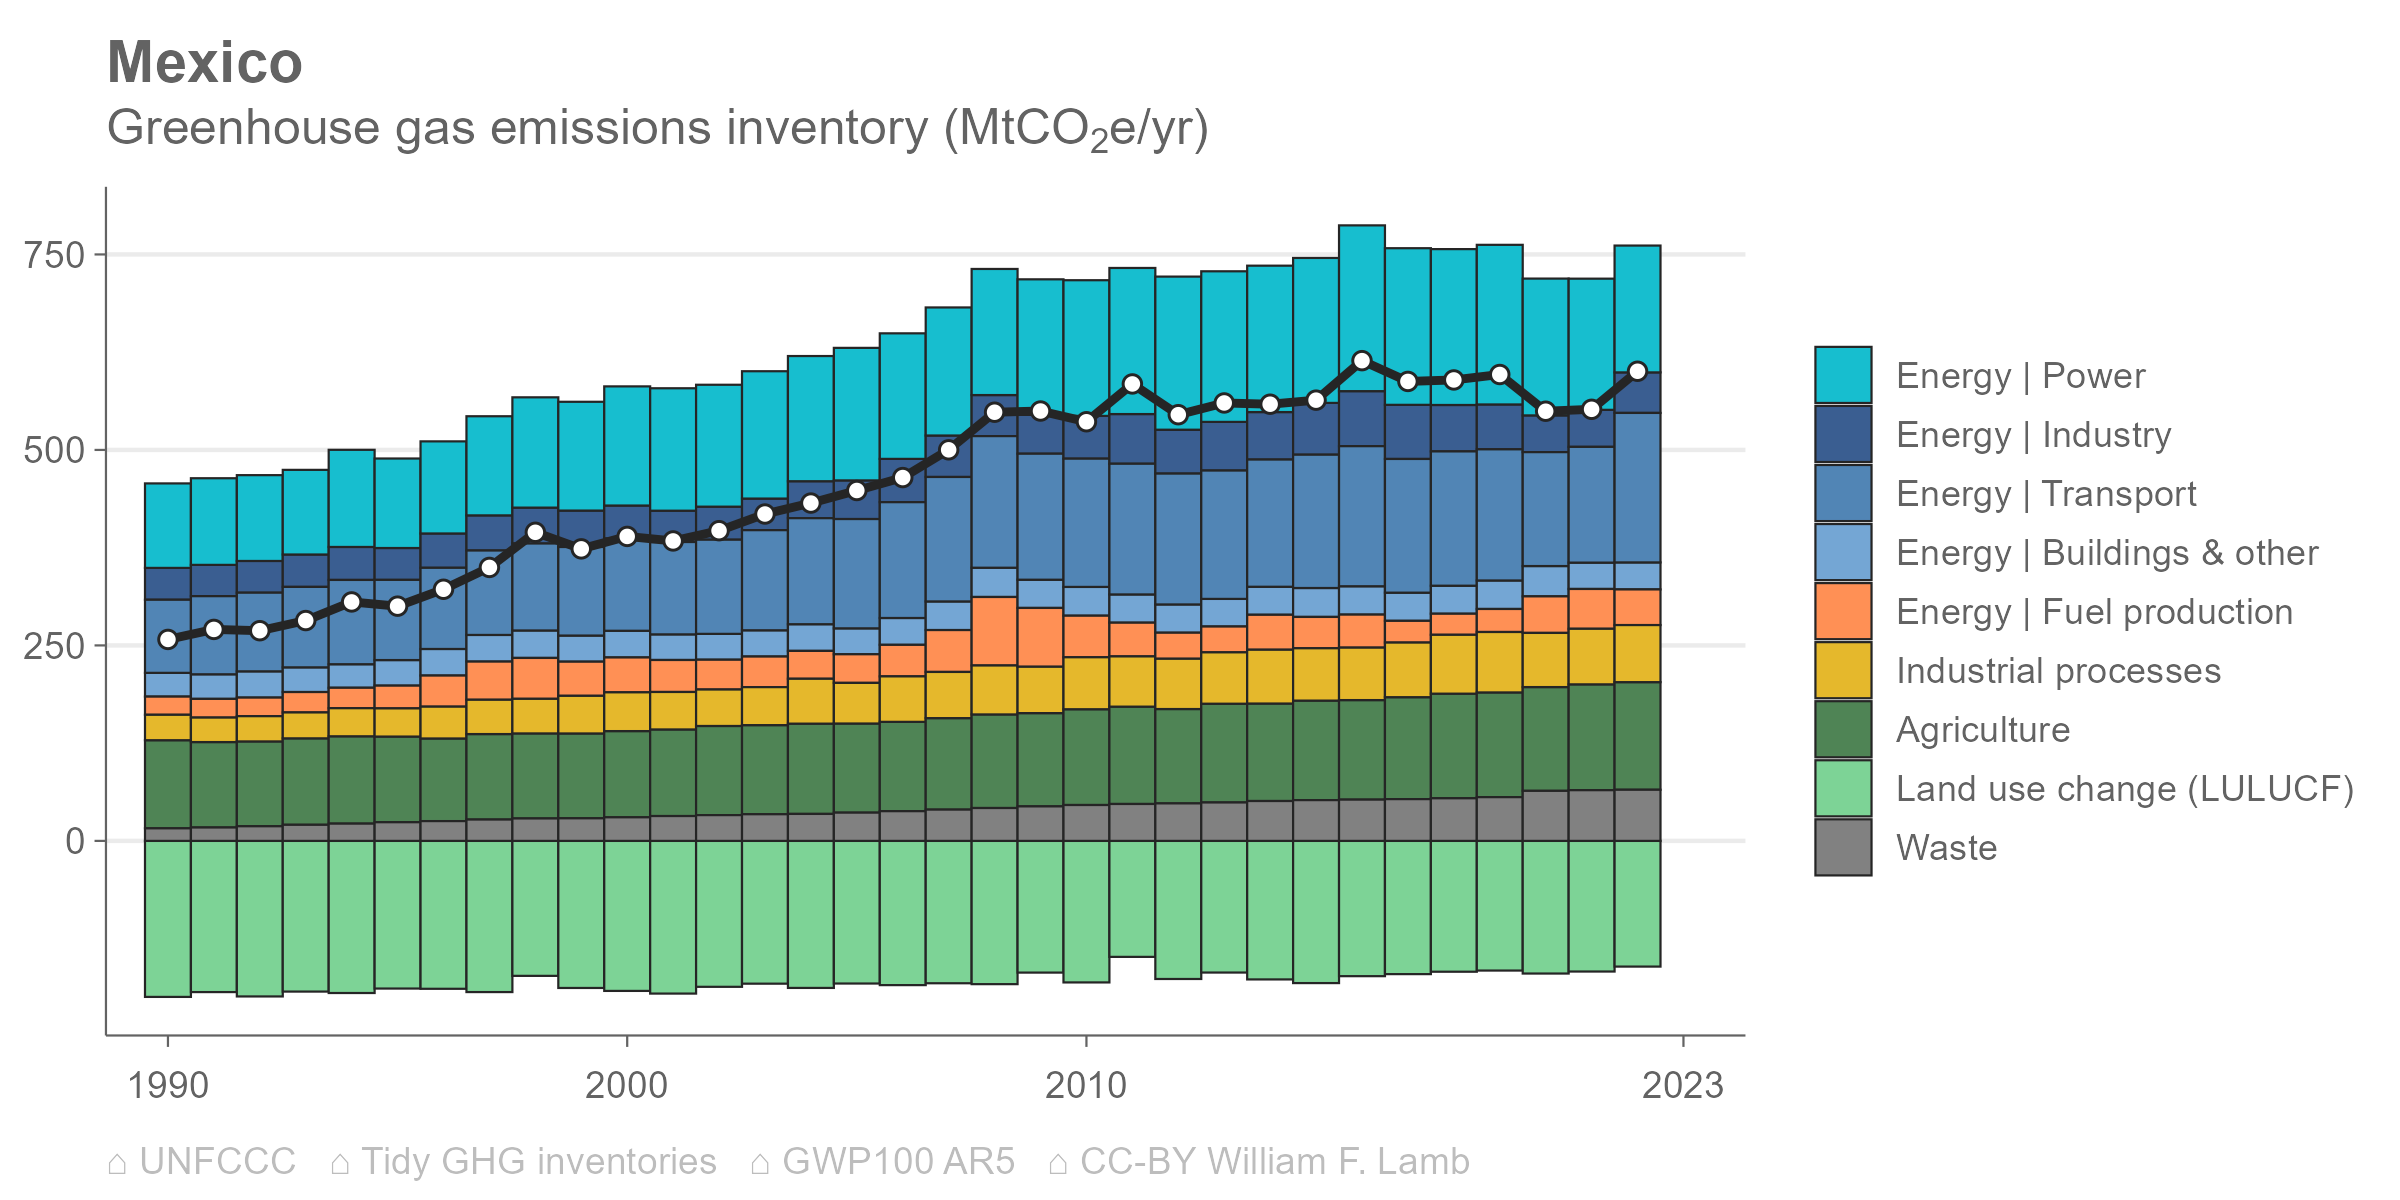 Mexico
Greenhouse gas emissions inventory (MtCO₂e/yr)
750
500
250
0
1990 2000 2010 2023
Energy | Power
Energy | Industry
Energy | Transport
Energy | Buildings & other
Energy | Fuel production
Industrial processes
Agriculture
Land use change (LULUCF)
Waste
⌂ UNFCCC ⌂ Tidy GHG inventories ⌂ GWP100 AR5 ⌂ CC-BY William F. Lamb